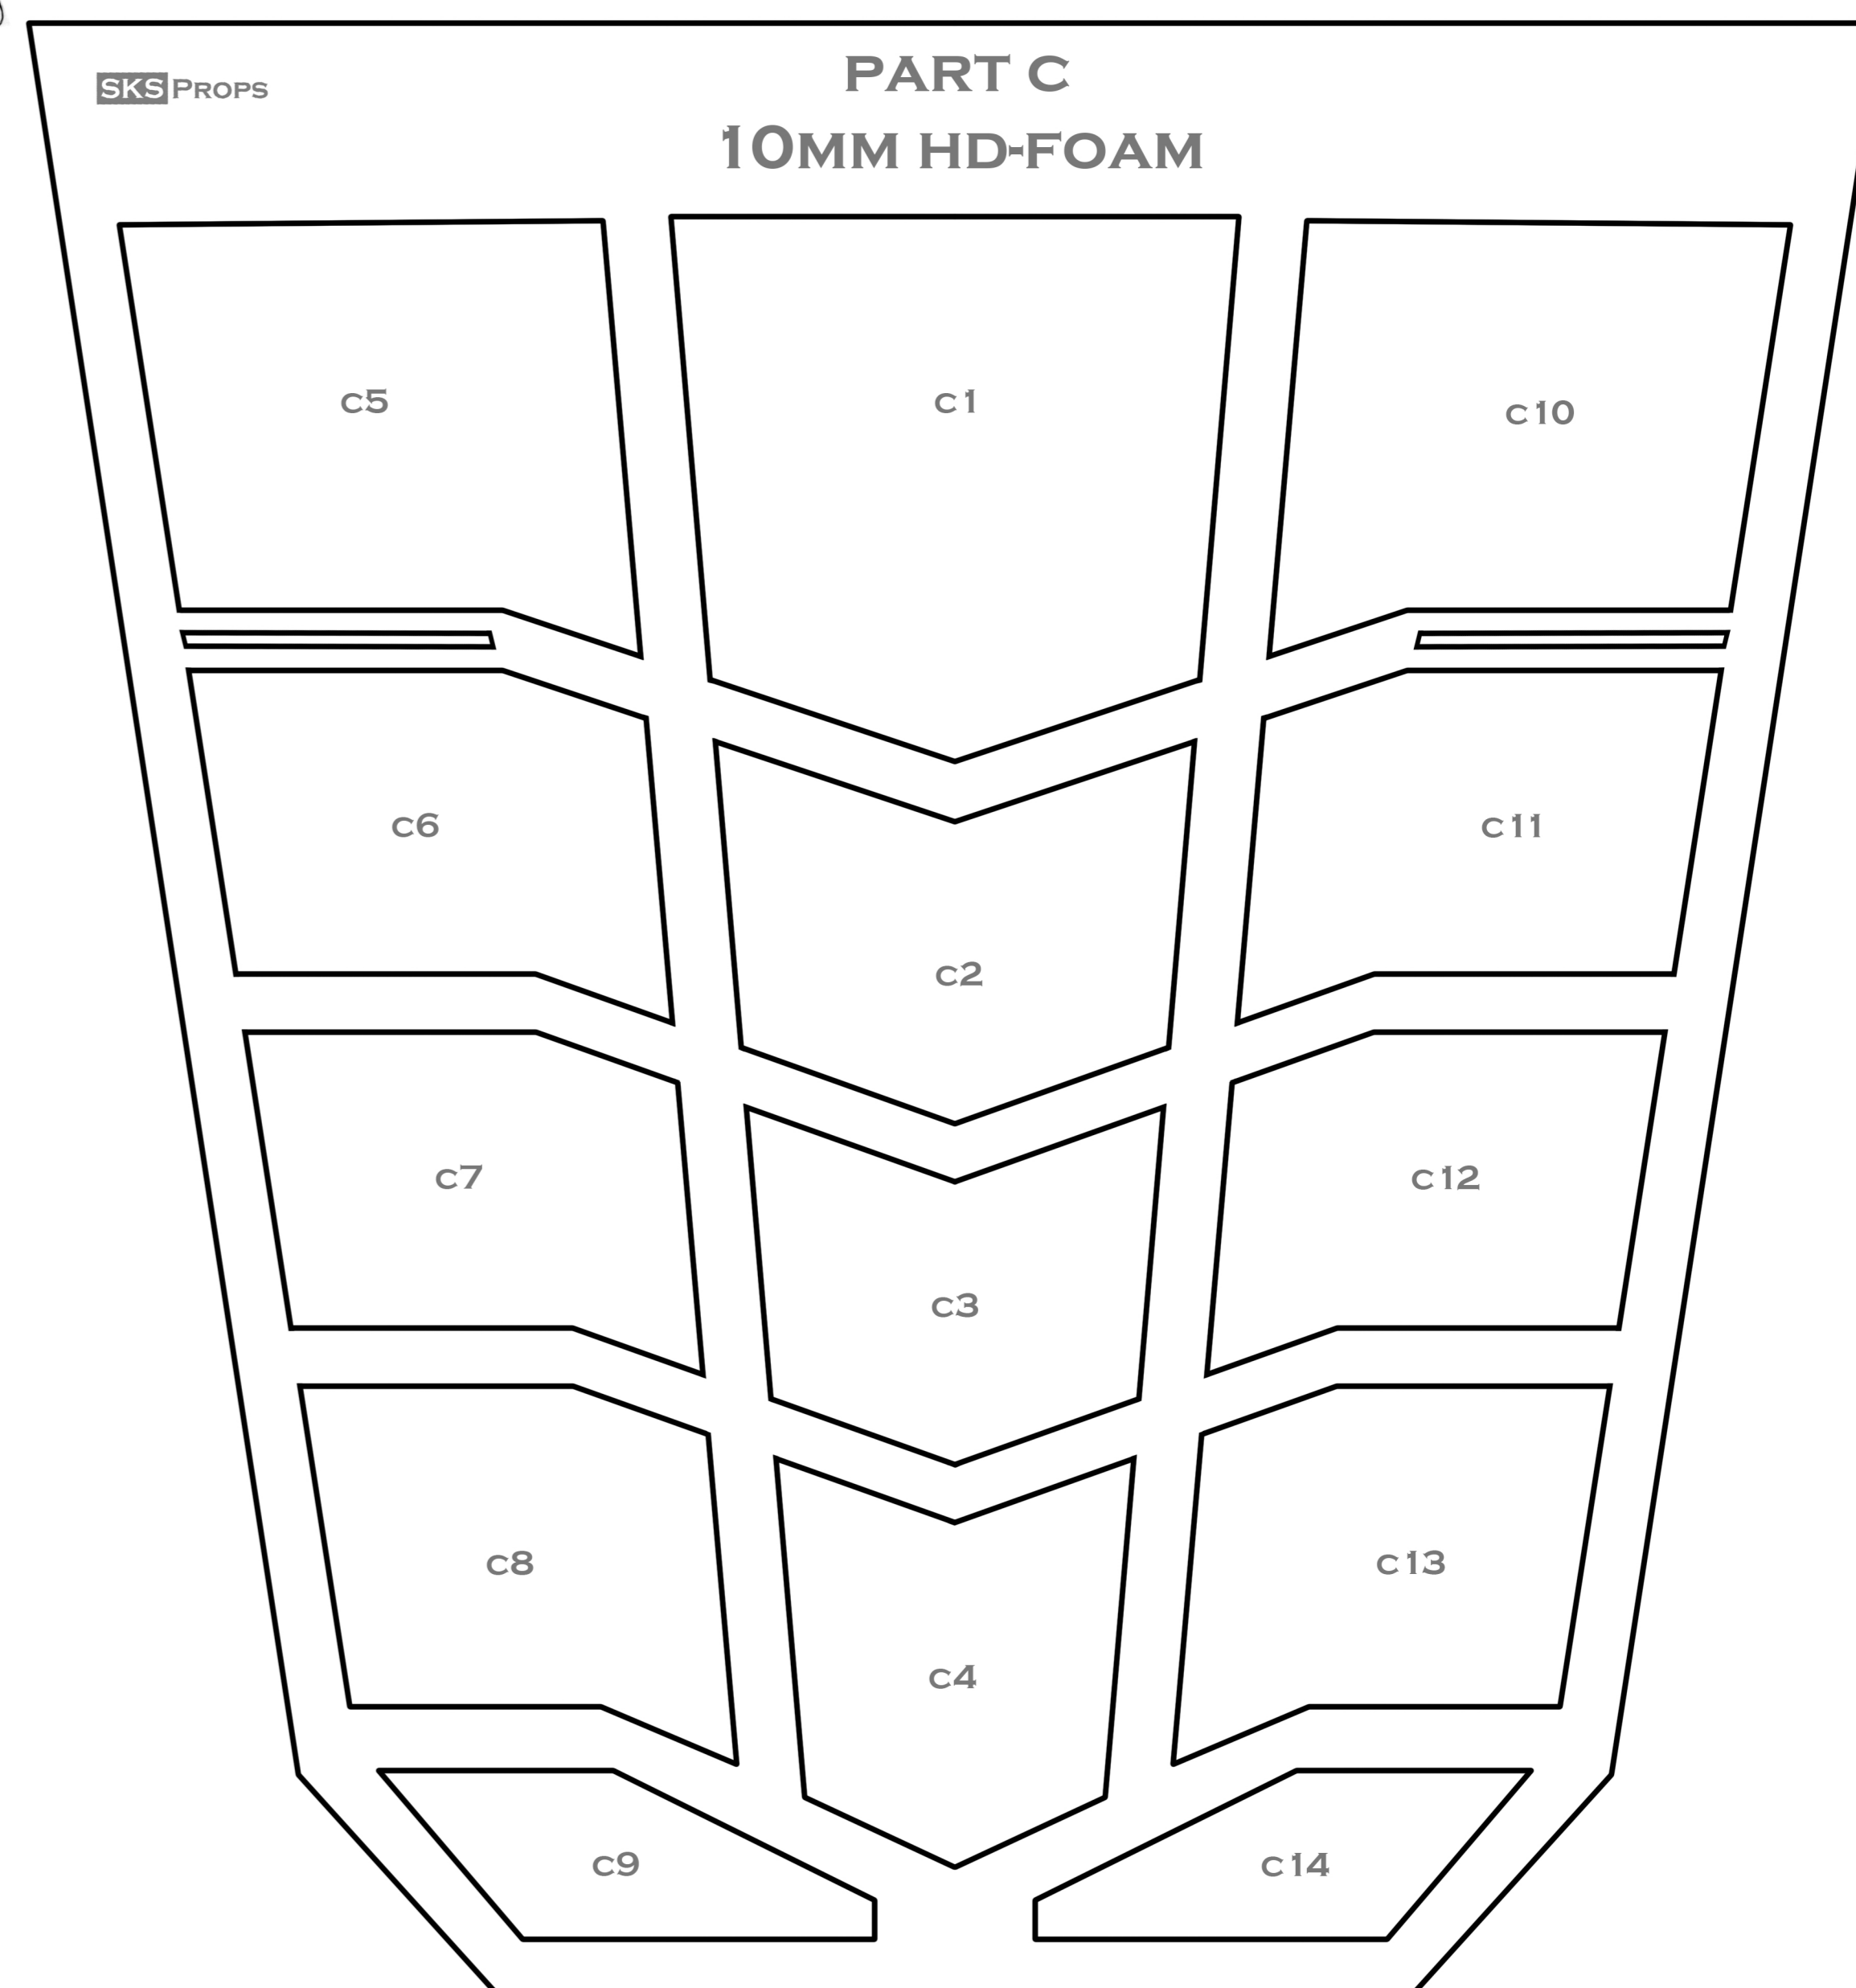 SKS PROPS
PART C
10MM HD-FOAM
C5
C1
C10
C6
C11
C2
C7
C12
C3
C8
C13
C4
C9
C14